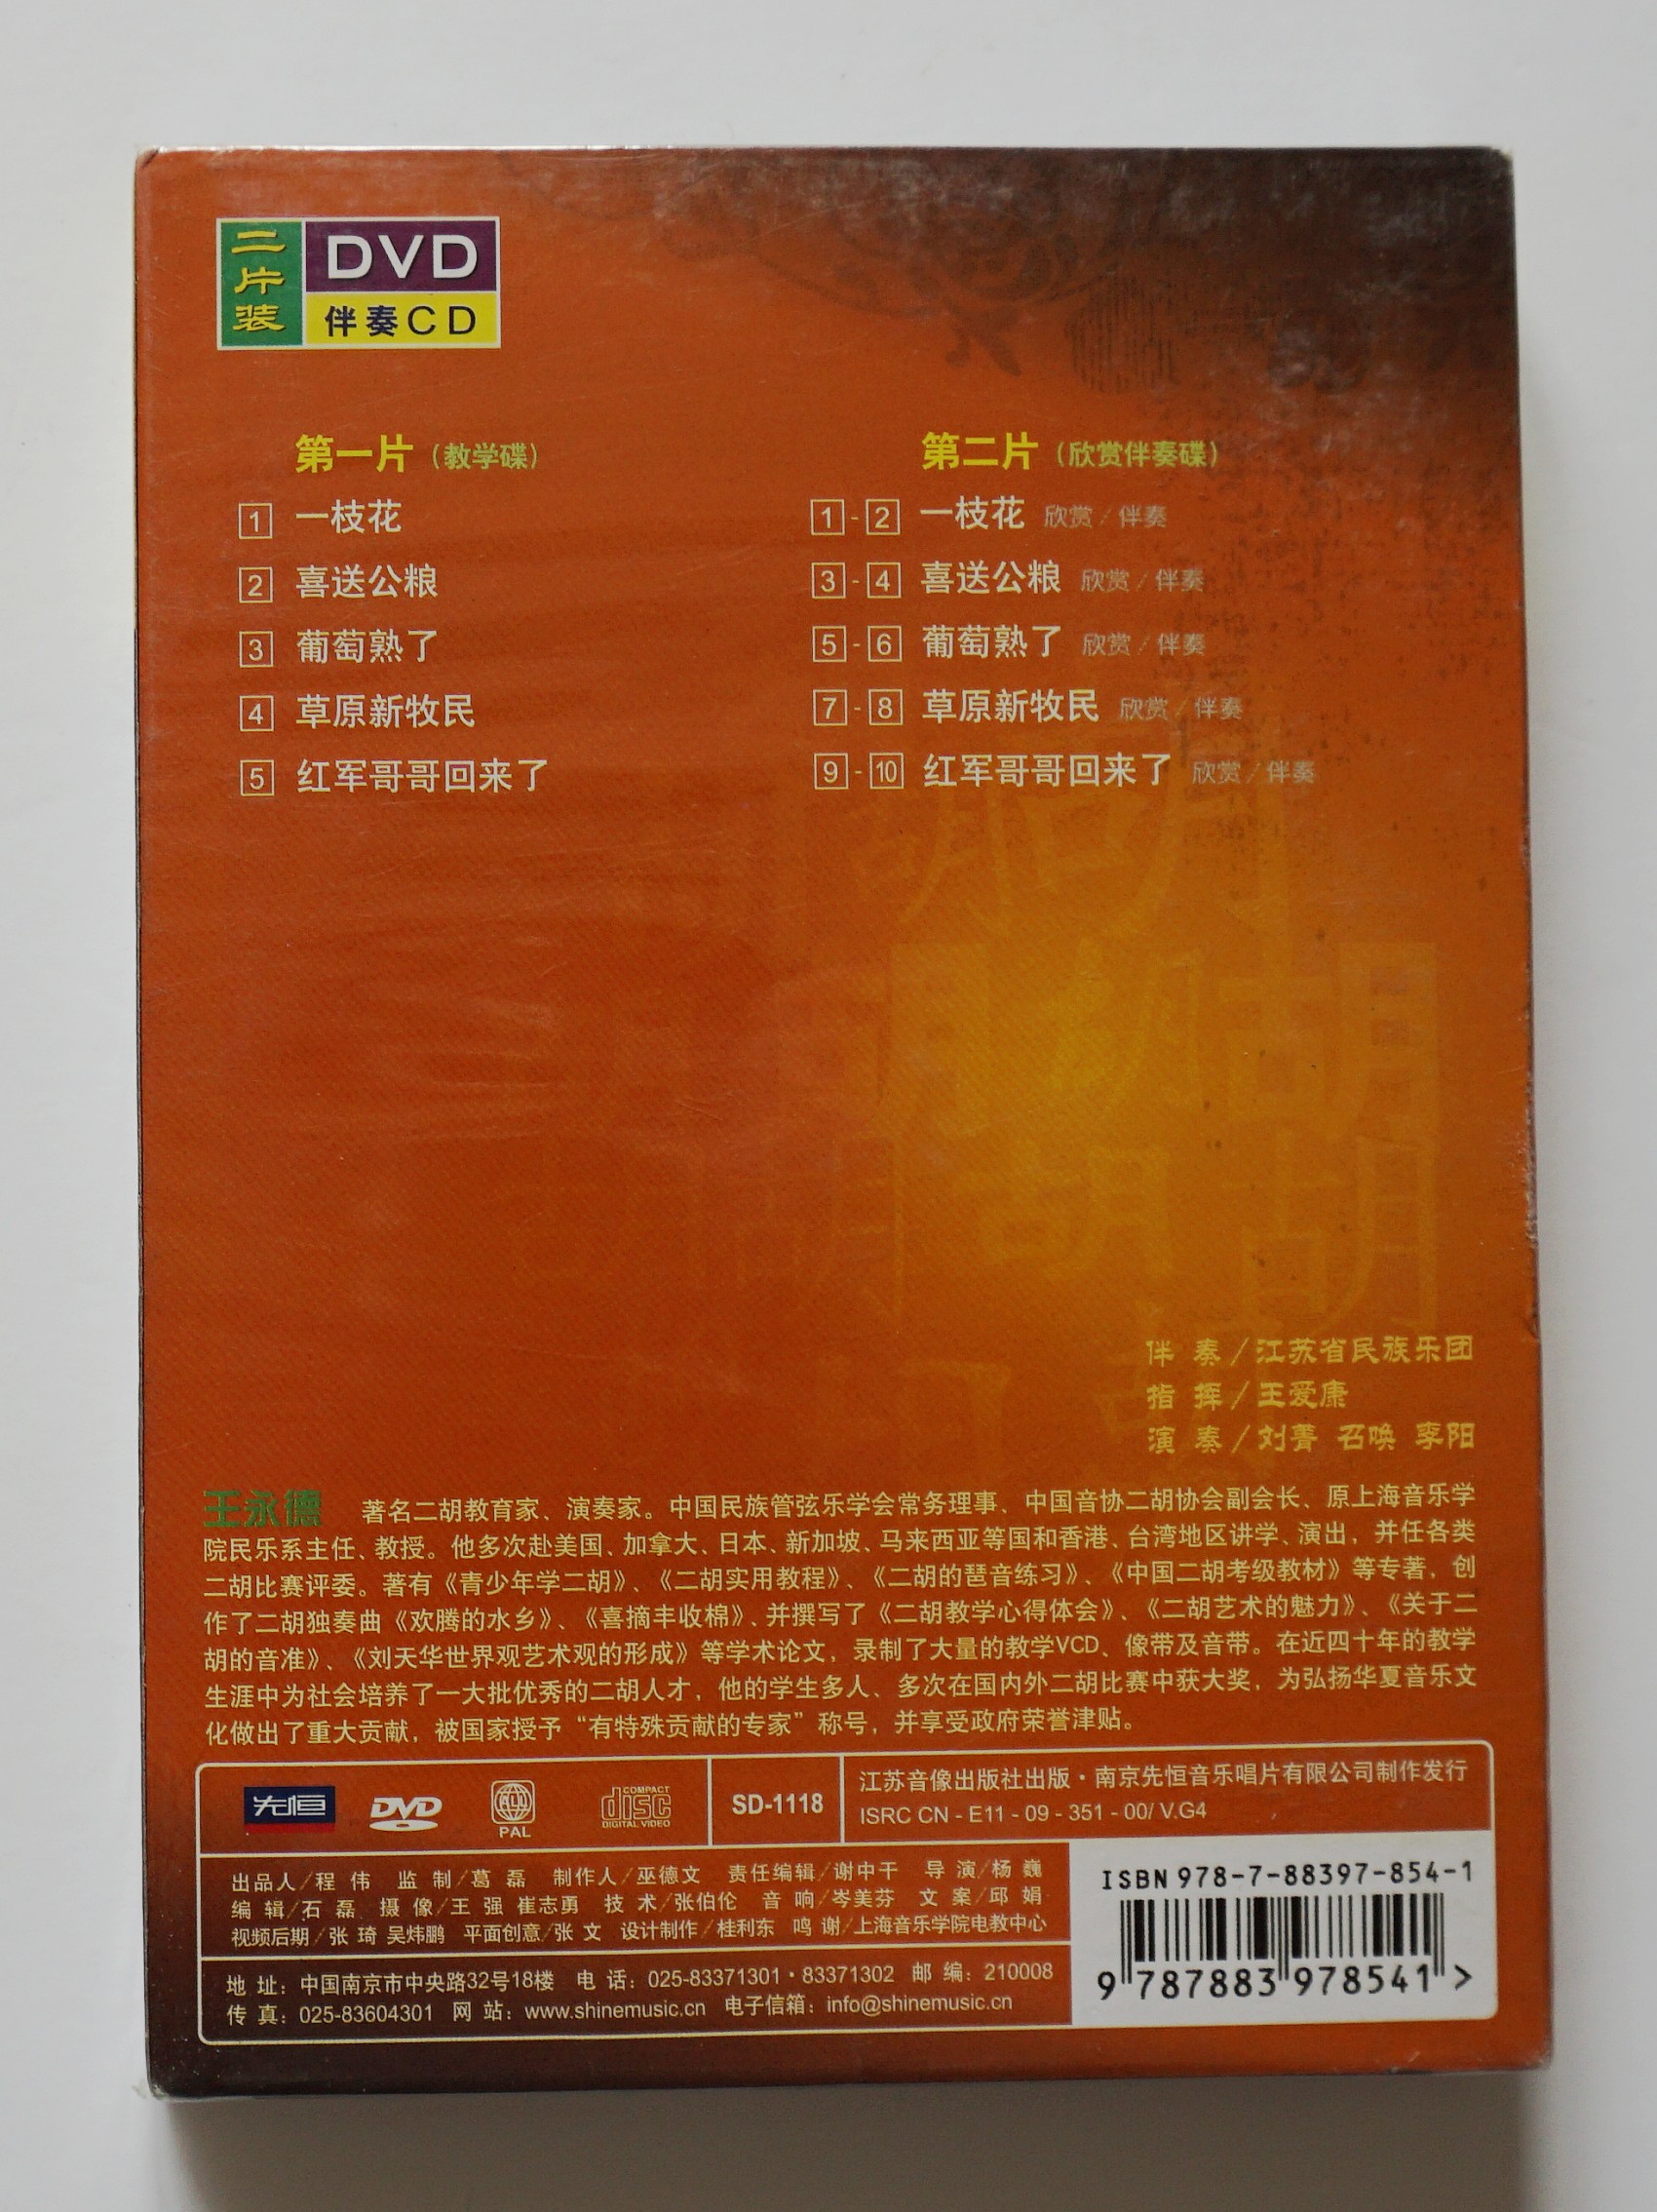 二片装
DVD
伴奏CD
第一片（教学碟）
1 一枝花
2 喜送公粮
3 葡萄熟了
4 草原新牧民
5 红军哥哥回来了
第二片（欣赏伴奏碟）
1 - 2 一枝花 欣赏/伴奏
3 - 4 喜送公粮 欣赏/伴奏
5 - 6 葡萄熟了 欣赏/伴奏
7 - 8 草原新牧民 欣赏/伴奏
9 - 10 红军哥哥回来了 欣赏/伴奏
伴 奏/江苏省民族乐团
指 挥/王爱康
演 奏/刘菁 召唤 李阳
王永德 著名二胡教育家、演奏家。中国民族管弦乐学会常务理事、中国音协二胡协会副会长、原上海音乐学
院民乐系主任、教授。他多次赴美国、加拿大、日本、新加坡、马来西亚等国和香港、台湾地区讲学、演出，并任各类
二胡比赛评委。著有《青少年学二胡》、《二胡实用教程》、《二胡的琶音练习》、《中国二胡考级教材》等专著，创
作了二胡独奏曲《欢腾的水乡》、《喜摘丰收棉》、并撰写了《二胡教学心得体会》、《二胡艺术的魅力》、《关于二
胡的音准》、《刘天华世界观艺术观的形成》等学术论文，录制了大量的教学VCD、像带及音带。在近四十年的教学
生涯中为社会培养了一大批优秀的二胡人才，他的学生多人、多次在国内外二胡比赛中获大奖，为弘扬华夏音乐文
化做出了重大贡献，被国家授予“有特殊贡献的专家”称号，并享受政府荣誉津贴。
先恒
DVD
ALL
PAL
COMPACT
disc
DIGITAL VIDEO
SD-1118
江苏音像出版社出版·南京先恒音乐唱片有限公司制作发行
ISRC CN - E11 - 09 - 351 - 00/ V.G4
出品人/程 伟 监 制/葛 磊 制作人/巫德文 责任编辑/谢中干 导 演/杨 巍
编 辑/石 磊 摄 像/王 强 崔志勇 技 术/张伯伦 音 响/岑美芬 文 案/邱 娟
视频后期/张 琦 吴炜鹏 平面创意/张 文 设计制作/桂利东 鸣 谢/上海音乐学院电教中心
地 址：中国南京市中央路32号18楼 电 话：025-83371301·83371302 邮 编：210008
传 真：025-83604301 网 站：www.shinemusic.cn 电子信箱：info@shinemusic.cn
ISBN 978-7-88397-854-1
9 787883 978541 >